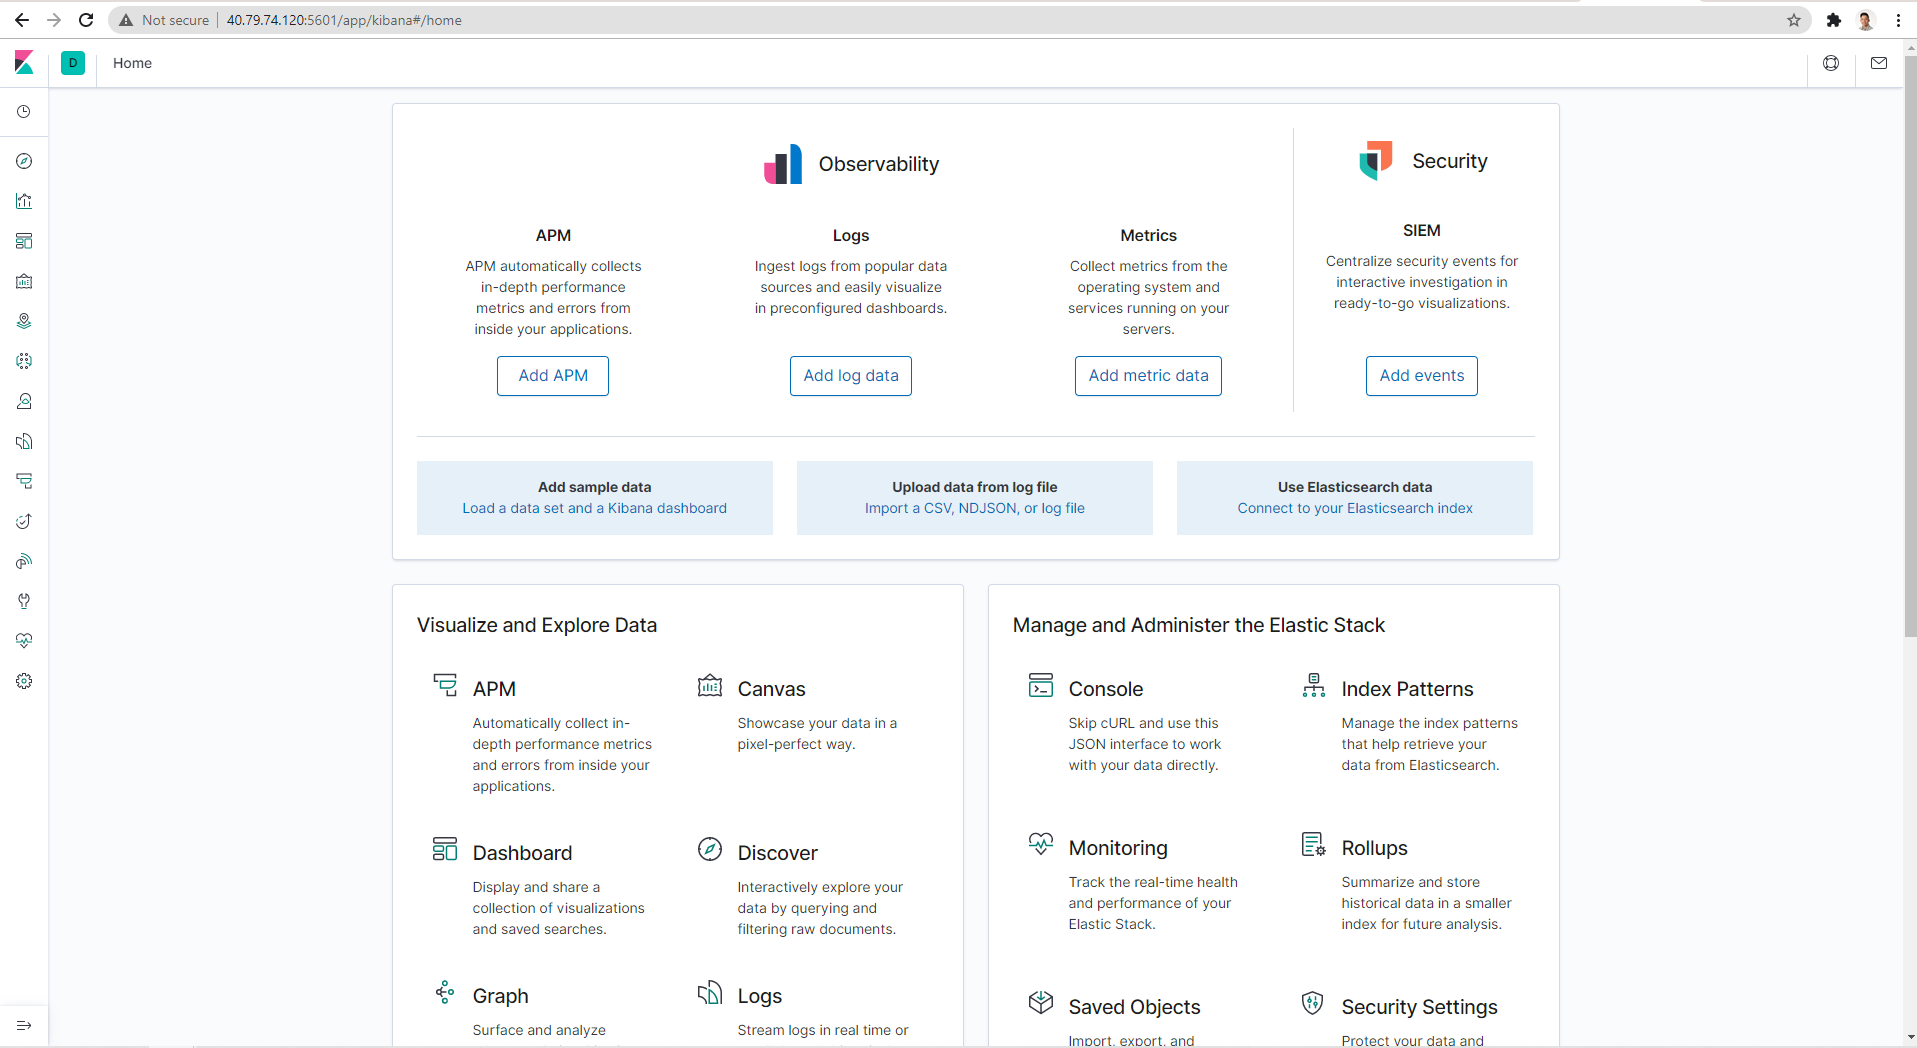 Not secure
40.79.74.120:5601/app/kibana#/home
D
Home
Observability
Security
APM
APM automatically collects
in-depth performance
metrics and errors from
inside your applications.
Add APM
Logs
Ingest logs from popular data
sources and easily visualize
in preconfigured dashboards.
Add log data
Metrics
Collect metrics from the
operating system and
services running on your
servers.
Add metric data
SIEM
Centralize security events for
interactive investigation in
ready-to-go visualizations.
Add events
Add sample data
Load a data set and a Kibana dashboard
Upload data from log file
Import a CSV, NDJSON, or log file
Use Elasticsearch data
Connect to your Elasticsearch index
Visualize and Explore Data
APM
Automatically collect in-
depth performance metrics
and errors from inside your
applications.
Canvas
Showcase your data in a
pixel-perfect way.
Dashboard
Display and share a
collection of visualizations
and saved searches.
Discover
Interactively explore your
data by querying and
filtering raw documents.
Graph
Surface and analyze
Logs
Stream logs in real time or
Manage and Administer the Elastic Stack
Console
Skip cURL and use this
JSON interface to work
with your data directly.
Index Patterns
Manage the index patterns
that help retrieve your
data from Elasticsearch.
Monitoring
Track the real-time health
and performance of your
Elastic Stack.
Rollups
Summarize and store
historical data in a smaller
index for future analysis.
Saved Objects
Import, export, and
Security Settings
Protect your data and